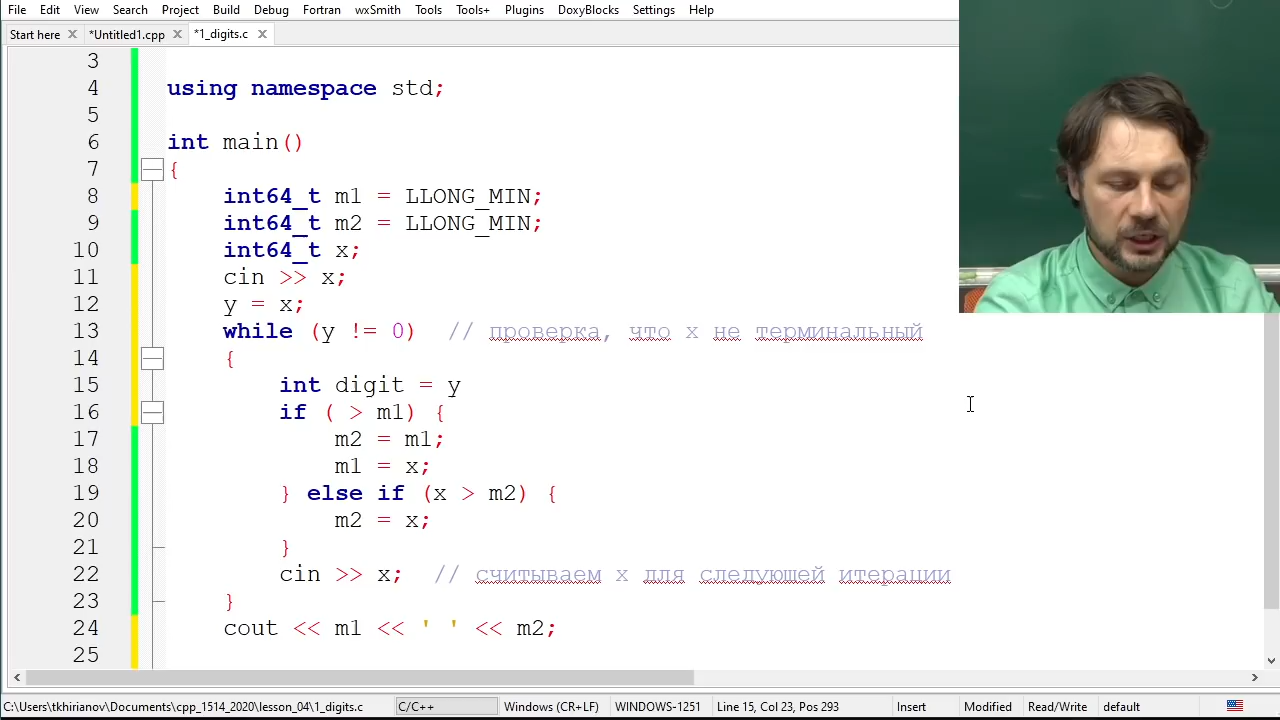 File Edit View Search Project Build Debug Fortran wxSmith Tools Tools+ Plugins DoxyBlocks Settings Help
Start here *Untitled1.cpp *1_digits.c
3
4 using namespace std;
5
6 int main()
7 {
8 int64_t m1 = LLONG_MIN;
9 int64_t m2 = LLONG_MIN;
10 int64_t x;
11 cin >> x;
12 y = x;
13 while (y != 0) // проверка, что x не терминальный
14 {
15 int digit = y
16 if ( > m1) {
17 m2 = m1;
18 m1 = x;
19 } else if (x > m2) {
20 m2 = x;
21 }
22 cin >> x; // считываем x для следующей итерации
23 }
24 cout << m1 << ' ' << m2;
25
C:\Users\tkhirianov\Documents\cpp_1514_2020\lesson_04\1_digits.c C/C++ Windows (CR+LF) WINDOWS-1251 Line 15, Col 23, Pos 293 Insert Modified Read/Write default